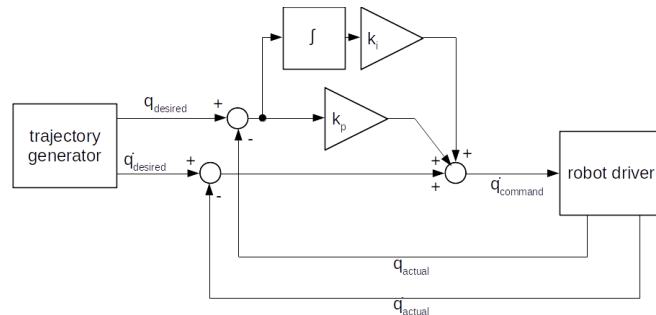 ∫
k_i
+
q_desired
+
trajectory
generator
-
k_p
+
q̇_desired
+
+
+
robot driver
-
q̇_command
q_actual
q̇_actual